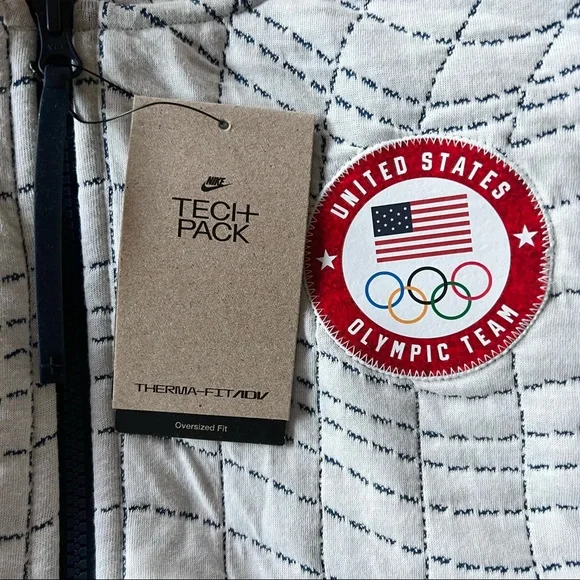 NIKE
TECH
PACK
THERMA-FIT ADV
Oversized Fit
UNITED STATES
OLYMPIC TEAM